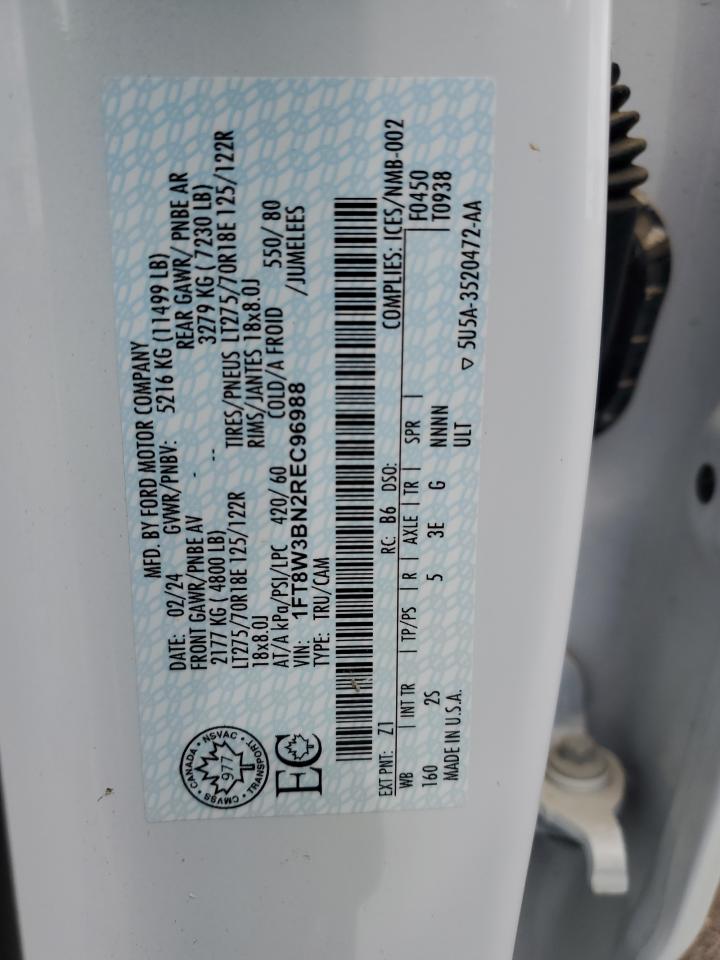 MFD. BY FORD MOTOR COMPANY
DATE: 02/24 GVWR/PNBV: 5216 KG (11499 LB)
FRONT GAWR/PNBE AV REAR GAWR/ PNBE AR
2177 KG ( 4800 LB) - 3279 KG ( 7230 LB)
LT275/70R18E 125/122R -- TIRES/PNEUS LT275/70R18E 125/122R
18x8.0J RIMS/JANTES 18x8.0J
AT/A kPa/PSI/LPC 420/ 60 COLD/A FROID 550/ 80
VIN: 1FT8W3BN2REC96988 /JUMELEES
TYPE: TRU/CAM
CANADA · NSVAC · TRANSPORT · CMVSS
977
EC
EXT PNT: Z1 RC: B6 DSO: COMPLIES: ICES/NMB-002
WB | INT TR | TP/PS | R | AXLE | TR | SPR | F0450
160 2S 5 3E G NNNN T0938
MADE IN U.S.A. ULT ▽ 5U5A-3520472-AA